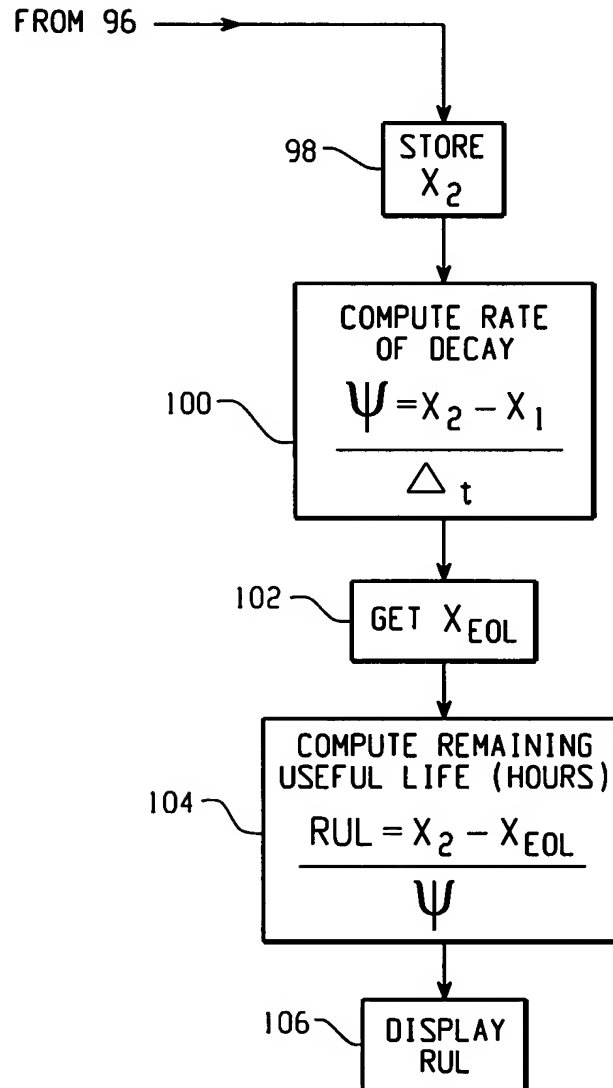 FROM 96
98
STORE
X2
COMPUTE RATE
OF DECAY
100
Ψ = X2 − X1
△ t
102
GET XEOL
COMPUTE REMAINING
USEFUL LIFE (HOURS)
104
RUL = X2 − XEOL
Ψ
106
DISPLAY
RUL